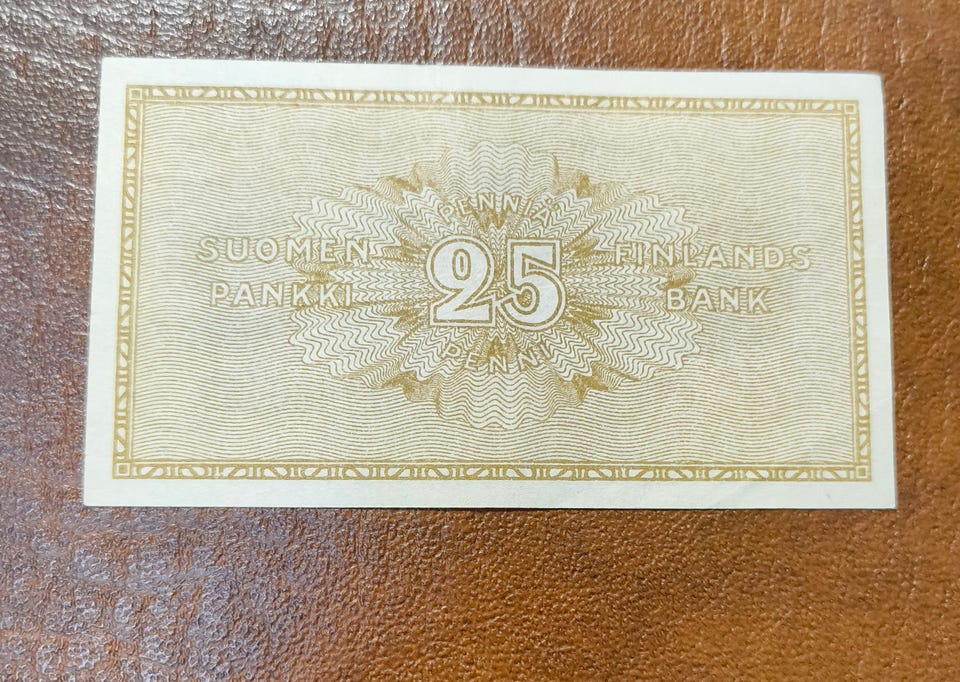 PENNIÄ
SUOMEN
PANKKI
25
FINLANDS
BANK
PENNI